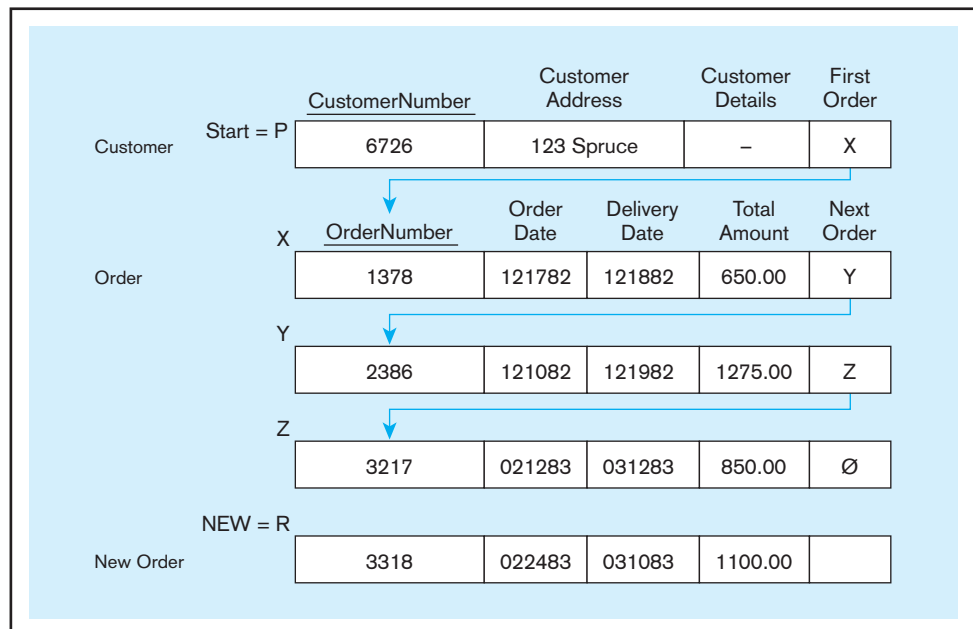 CustomerNumber Customer Address Customer Details First Order
Customer Start = P 6726 123 Spruce – X
X OrderNumber Order Date Delivery Date Total Amount Next Order
Order 1378 121782 121882 650.00 Y
Y
2386 121082 121982 1275.00 Z
Z
3217 021283 031283 850.00 Ø
NEW = R
New Order 3318 022483 031083 1100.00